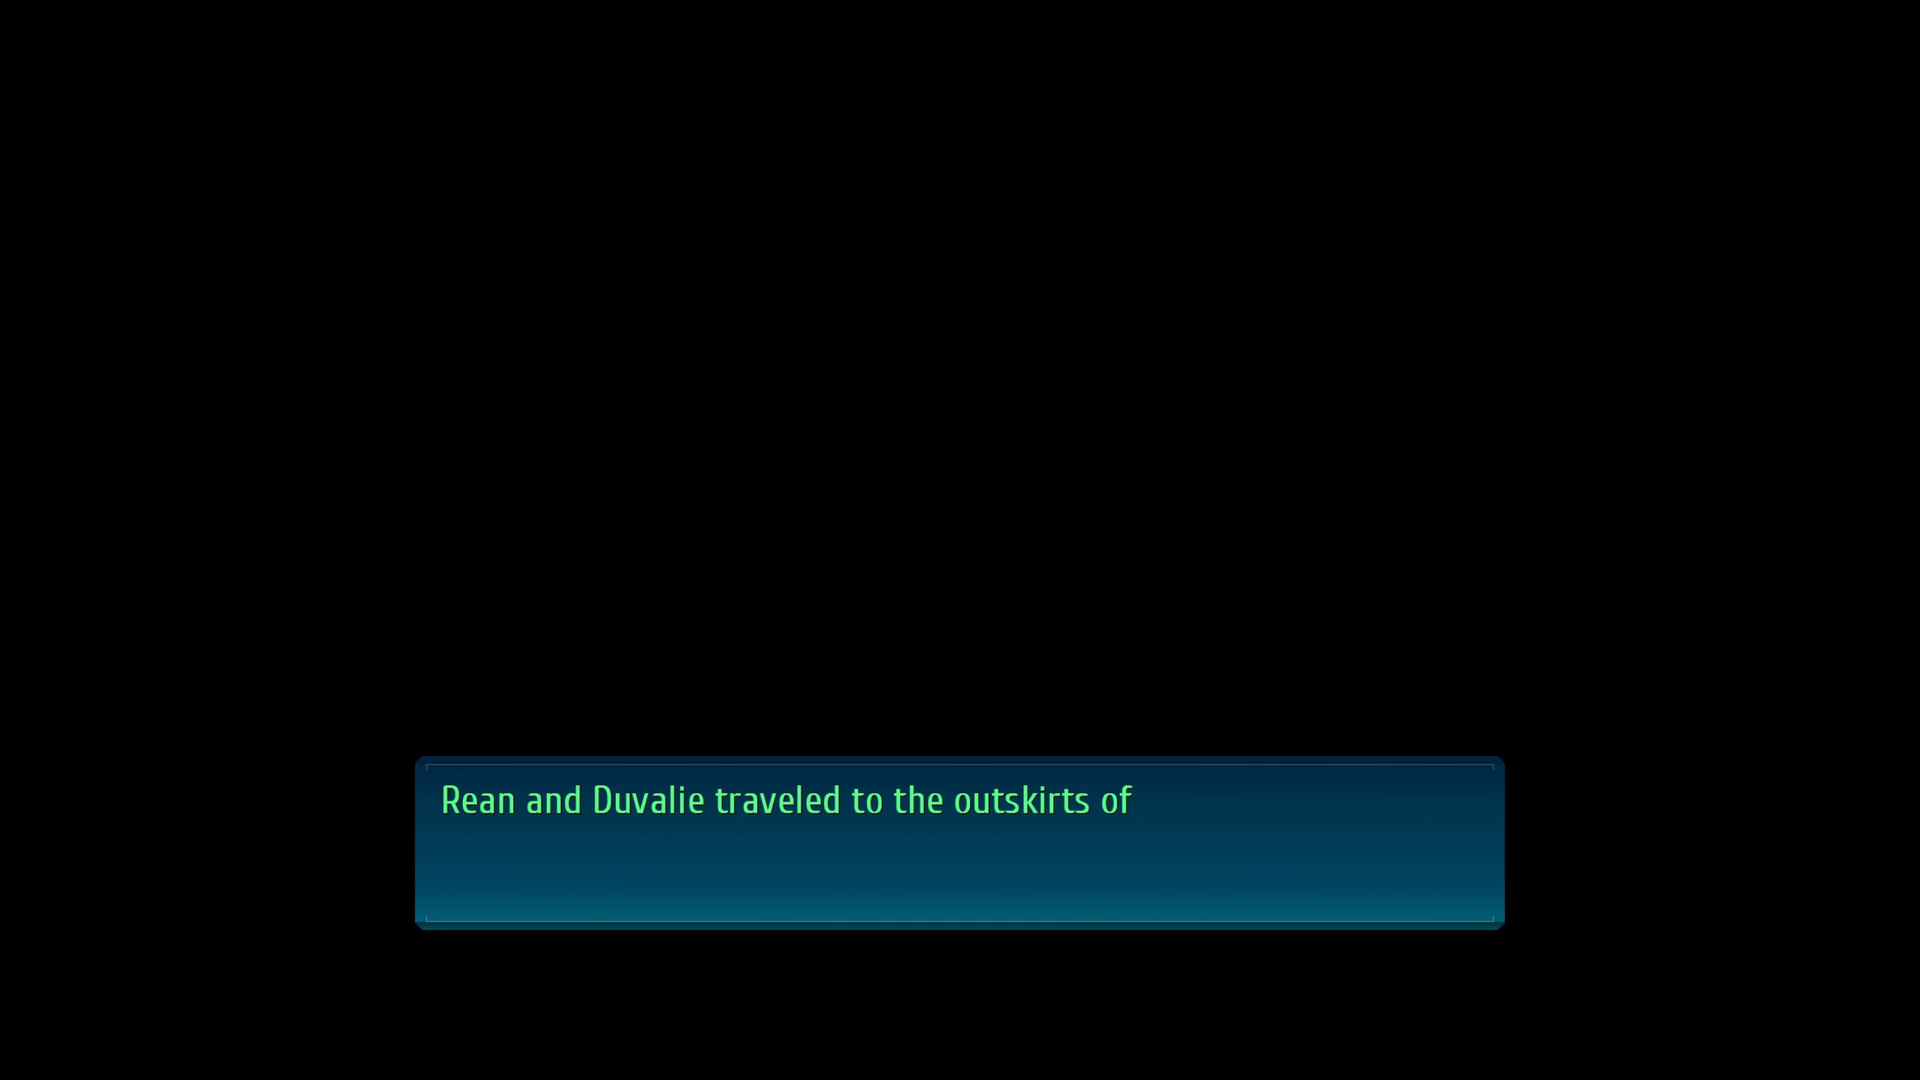 Rean and Duvalie traveled to the outskirts of